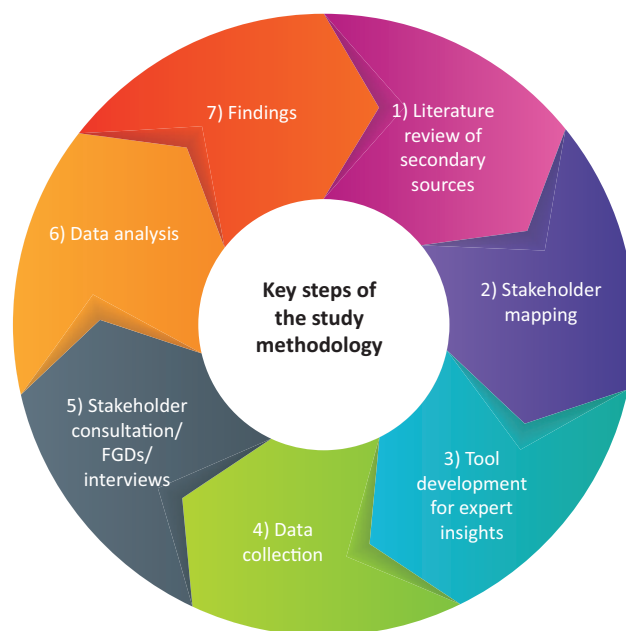 Key steps of
the study
methodology
1) Literature
review of
secondary
sources
2) Stakeholder
mapping
3) Tool
development
for expert
insights
4) Data
collection
5) Stakeholder
consultation/
FGDs/
interviews
6) Data analysis
7) Findings